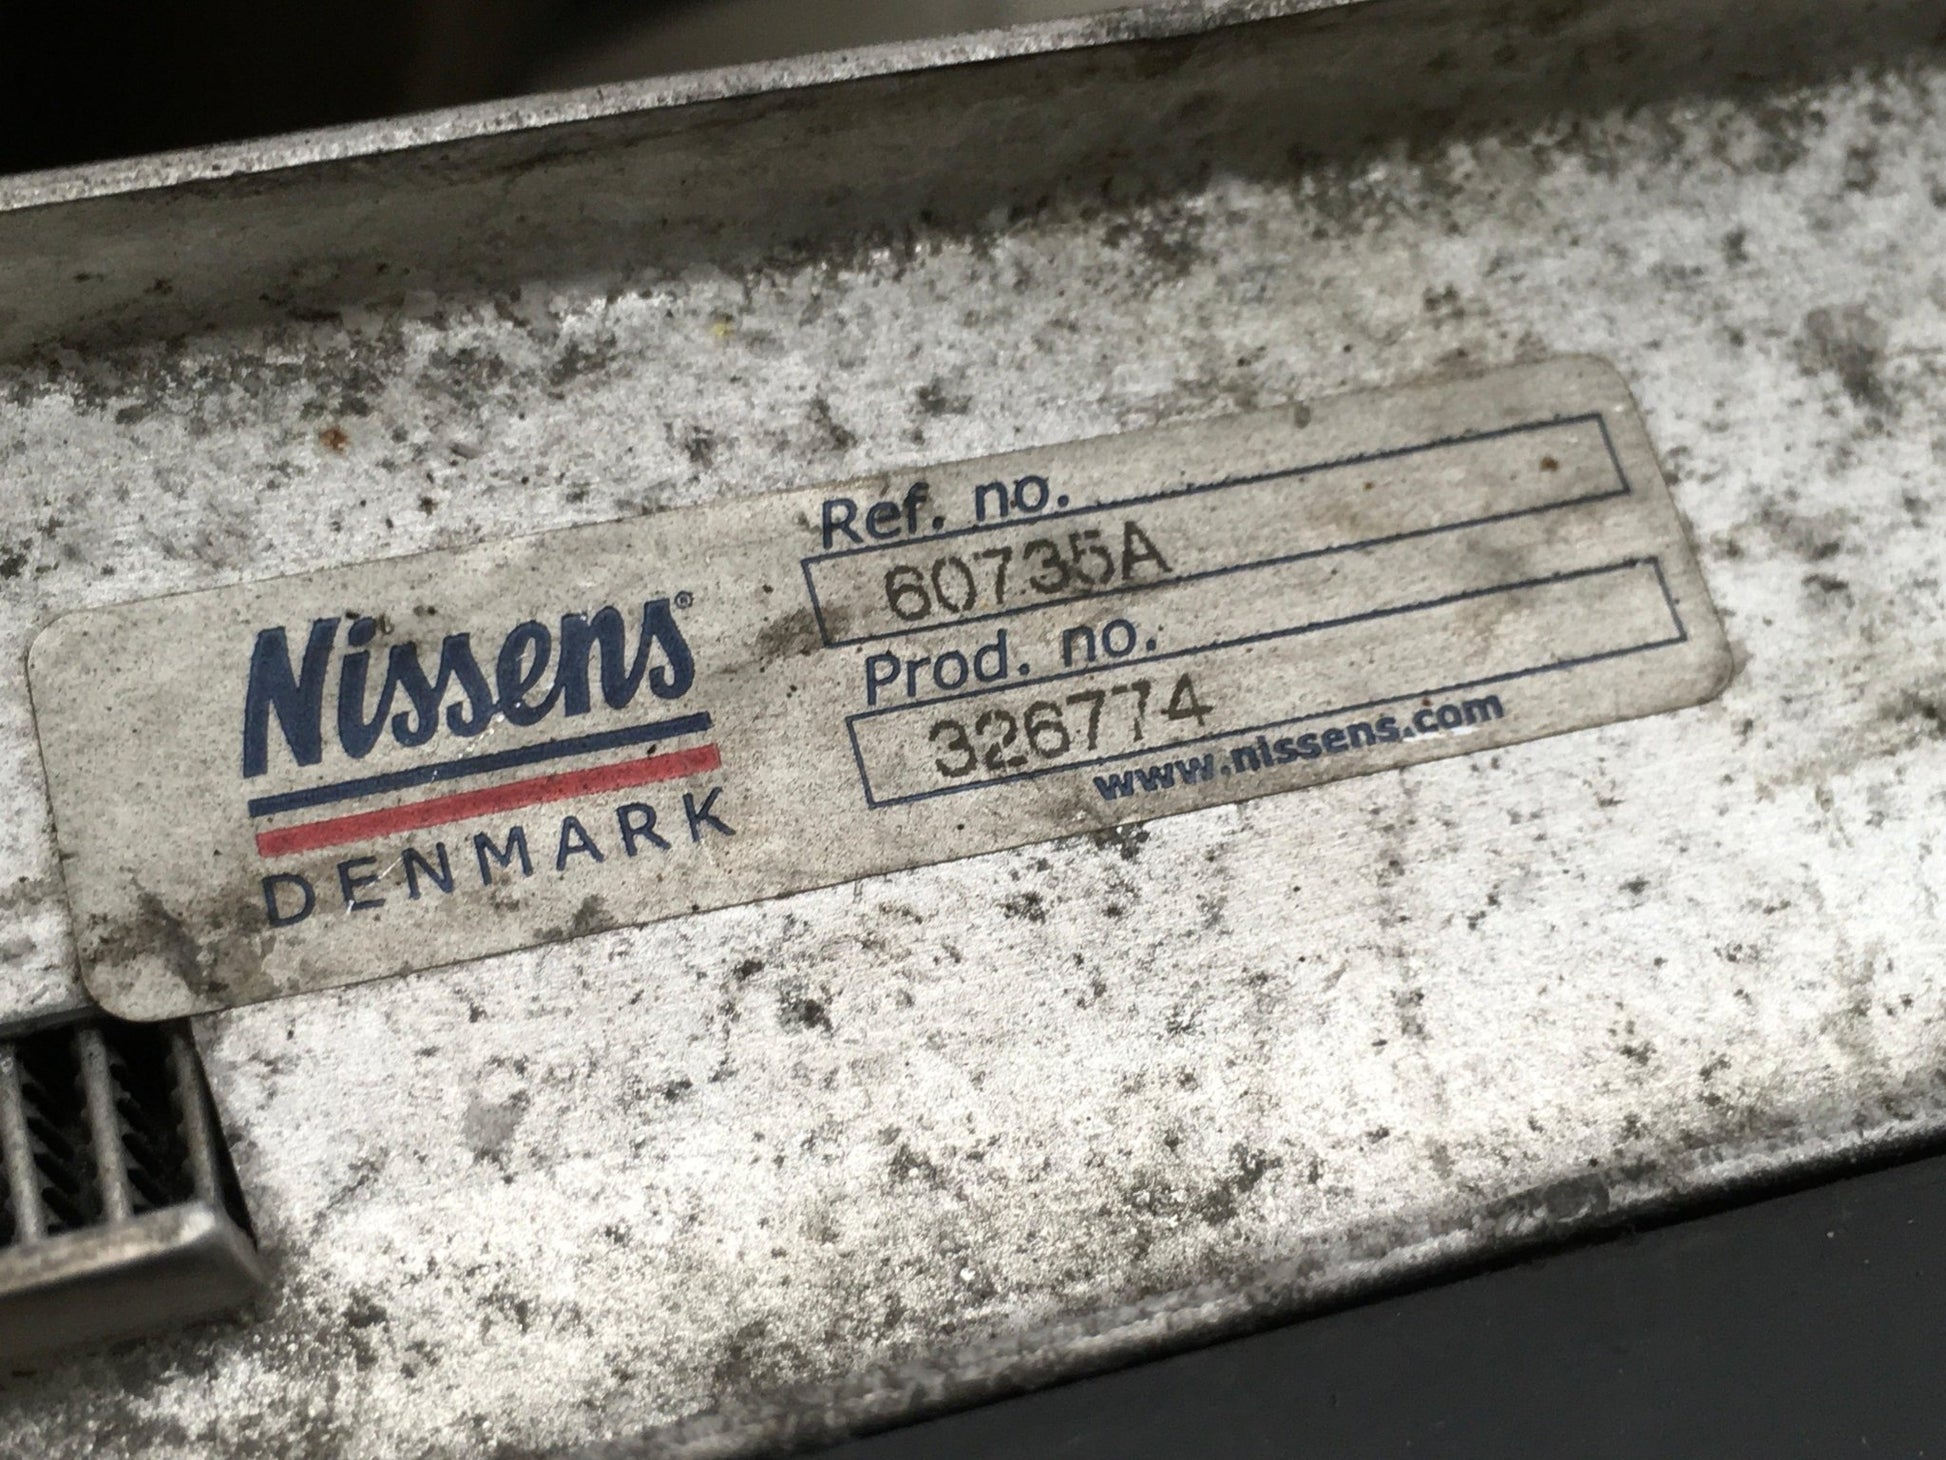 Nissens®
DENMARK
Ref. no.
60735A
Prod. no.
326774
www.nissens.com